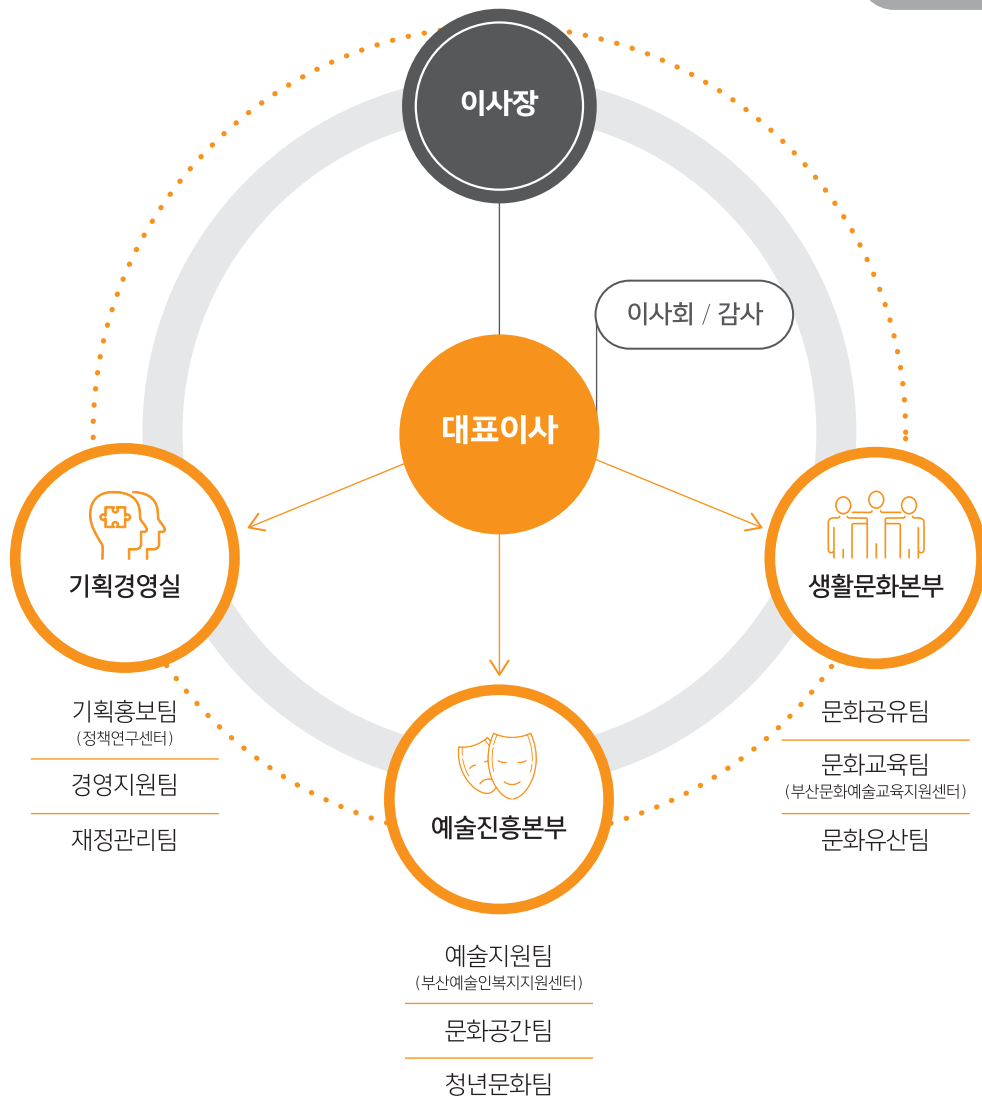 이사장
이사회 / 감사
대표이사
기획경영실
기획홍보팀
(정책연구센터)
경영지원팀
재정관리팀
예술진흥본부
예술지원팀
(부산예술인복지지원센터)
문화공간팀
청년문화팀
생활문화본부
문화공유팀
문화교육팀
(부산문화예술교육지원센터)
문화유산팀